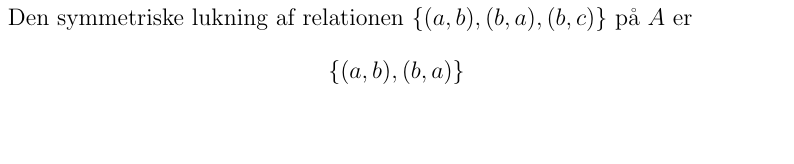 Den symmetriske lukning af relationen {(a, b), (b, a), (b, c)} på A er
{(a, b), (b, a)}